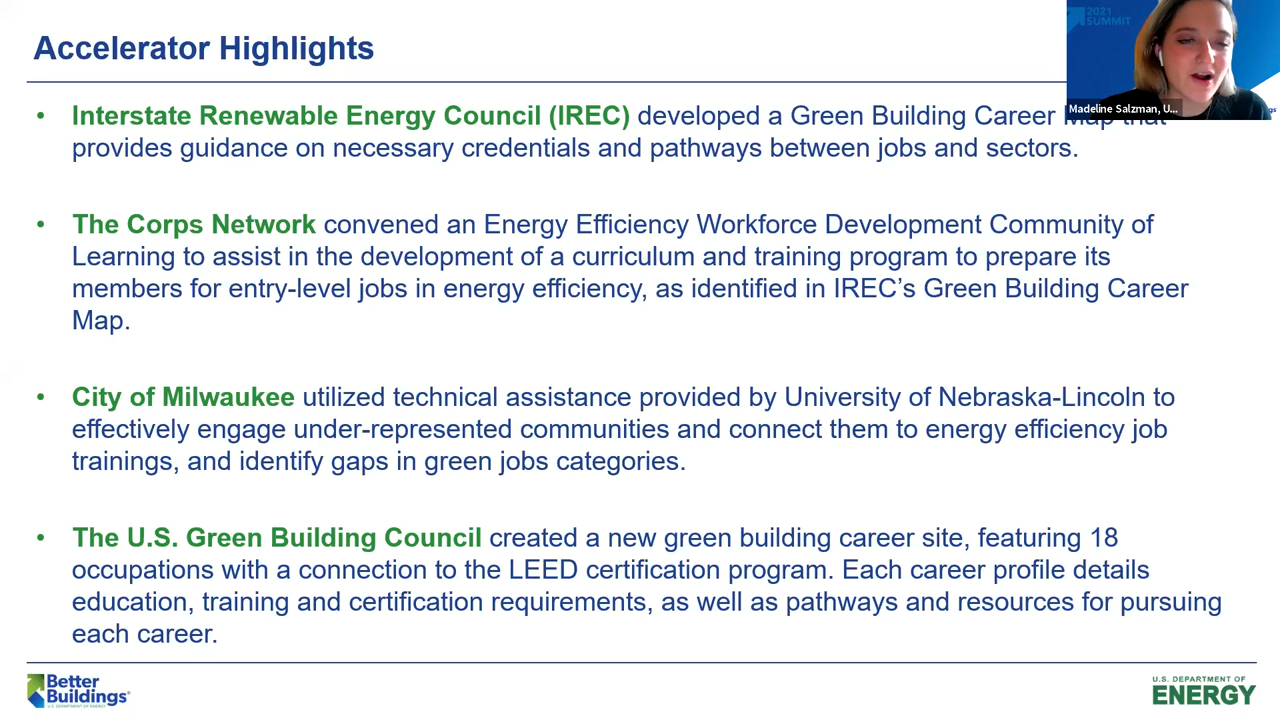 Accelerator Highlights
2021
SUMMIT
Madeline Salzman, U...
• Interstate Renewable Energy Council (IREC) developed a Green Building Career Map that
provides guidance on necessary credentials and pathways between jobs and sectors.
• The Corps Network convened an Energy Efficiency Workforce Development Community of
Learning to assist in the development of a curriculum and training program to prepare its
members for entry-level jobs in energy efficiency, as identified in IREC’s Green Building Career
Map.
• City of Milwaukee utilized technical assistance provided by University of Nebraska-Lincoln to
effectively engage under-represented communities and connect them to energy efficiency job
trainings, and identify gaps in green jobs categories.
• The U.S. Green Building Council created a new green building career site, featuring 18
occupations with a connection to the LEED certification program. Each career profile details
education, training and certification requirements, as well as pathways and resources for pursuing
each career.
Better
Buildings
U.S. DEPARTMENT OF ENERGY
U.S. DEPARTMENT OF
ENERGY